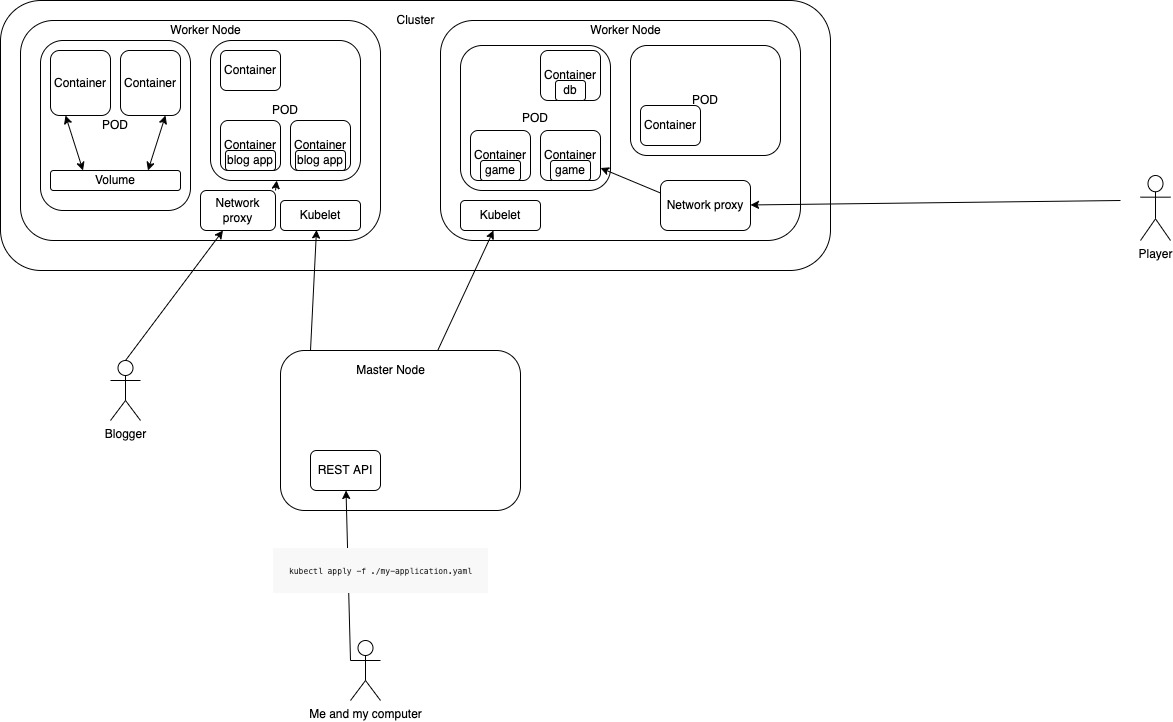 Cluster
Worker Node
Worker Node
Container
Container
POD
Volume
Container
POD
Container
blog app
Container
blog app
Network
proxy
Kubelet
Container
db
POD
Container
game
Container
game
POD
Container
Kubelet
Network proxy
Player
Blogger
Master Node
REST API
kubectl apply -f ./my-application.yaml
Me and my computer